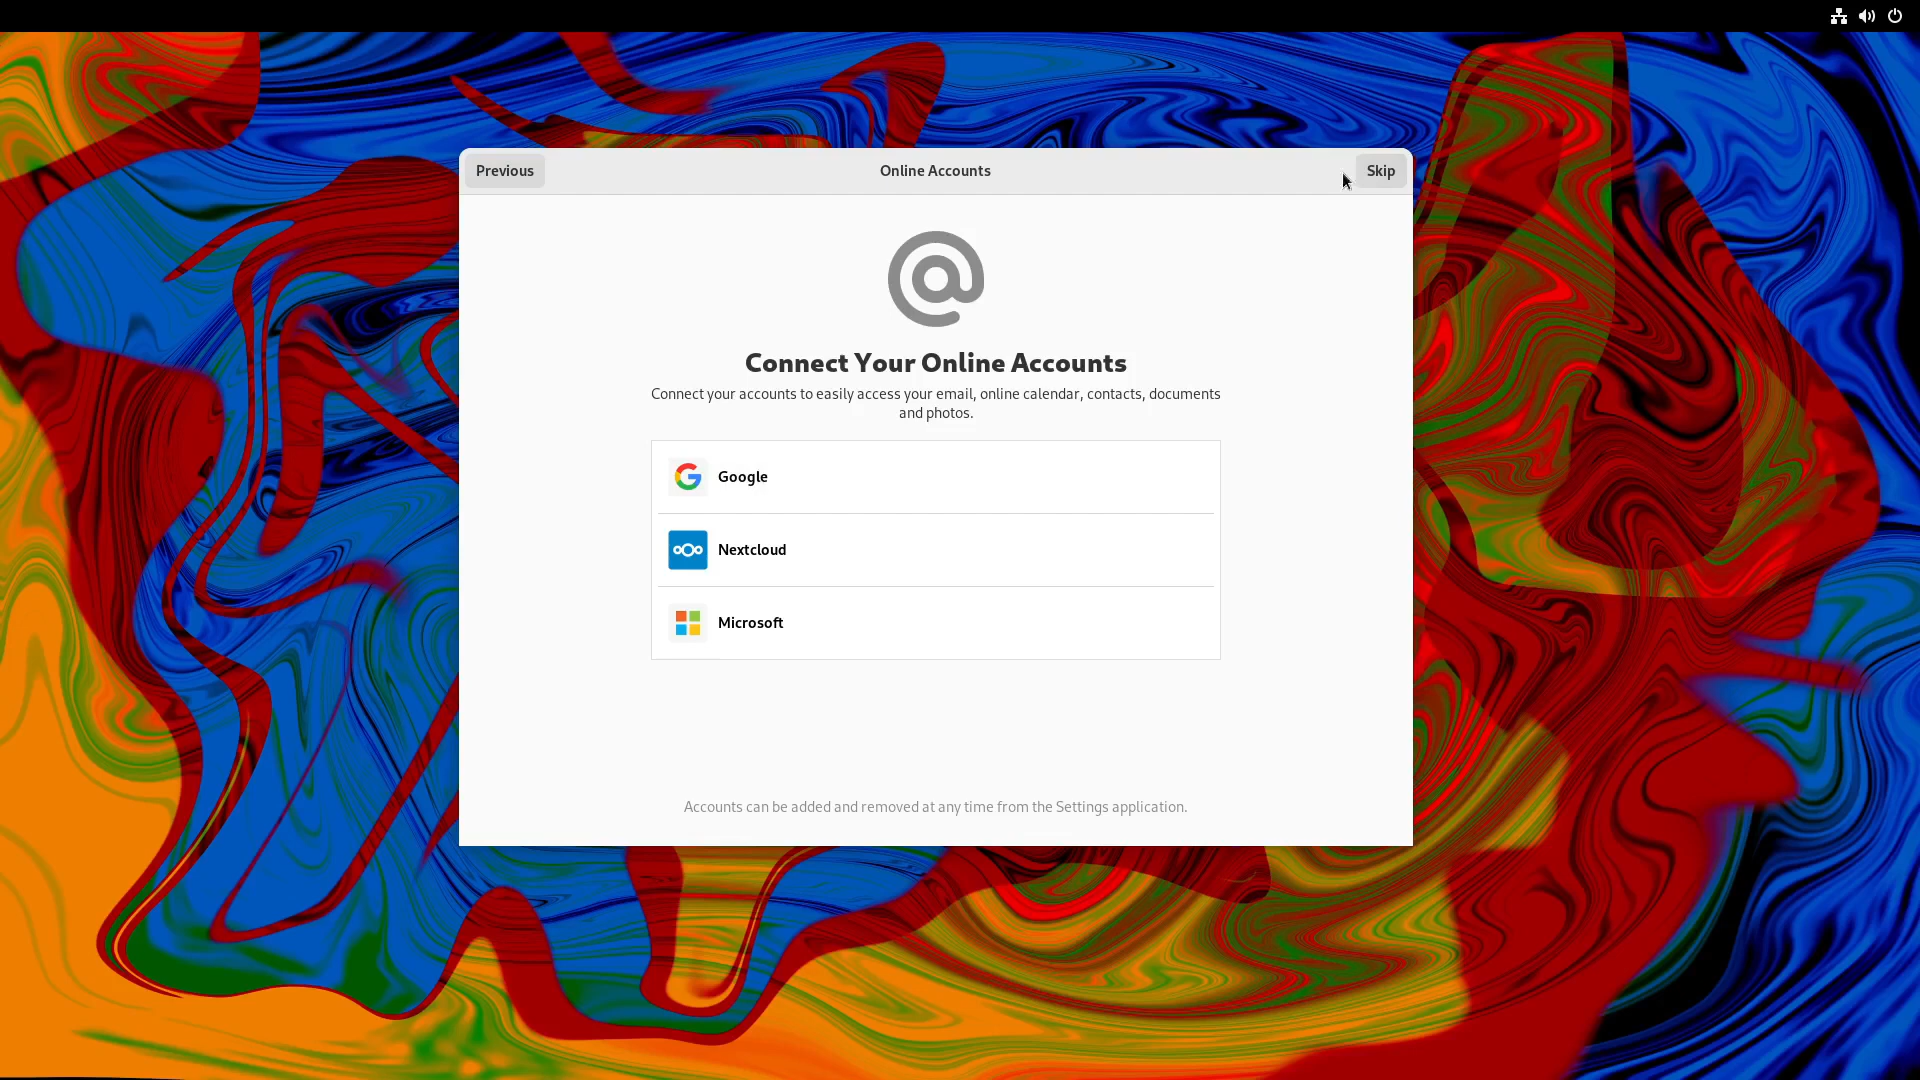 Previous
Online Accounts
Skip
Connect Your Online Accounts
Connect your accounts to easily access your email, online calendar, contacts, documents
and photos.
Google
Nextcloud
Microsoft
Accounts can be added and removed at any time from the Settings application.